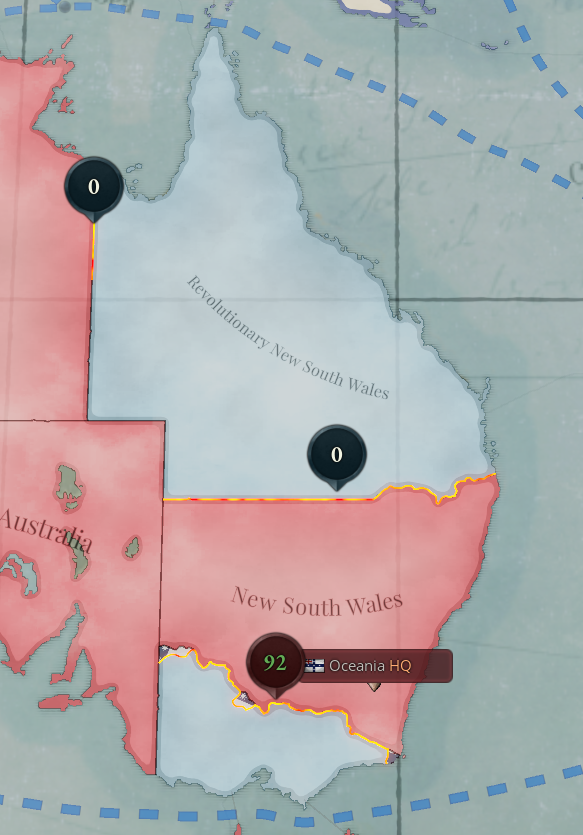 0
Revolutionary New South Wales
0
Australia
New South Wales
92
Oceania HQ